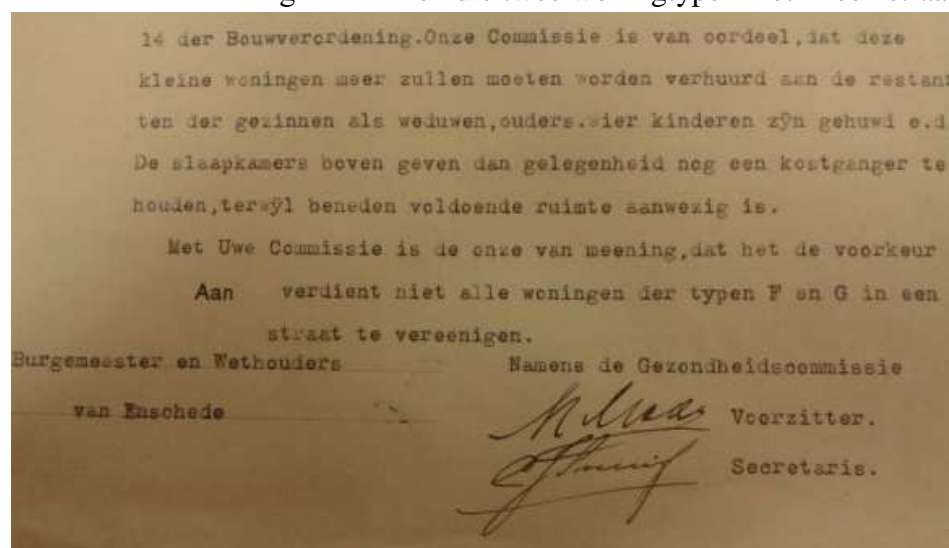 14 der Bouwverordening.Onze Commissie is van oordeel,dat deze
kleine woningen meer zullen moeten worden verhuurd aan de restan
ten der gezinnen als weduwen,ouders.wier kinderen zÿn gehuwd e.d
De slaapkamers boven geven dan gelegenheid nog een kostganger te
houden,terwÿl beneden voldoende ruimte aanwezig is.
Met Uwe Commissie is de onze van meening,dat het de voorkeur
Aan verdient niet alle woningen der typen F en G in een
straat te vereenigen.
Burgemeester en Wethouders
van Enschede
Namens de Gezondheidscommissie
Voorzitter.
Secretaris.